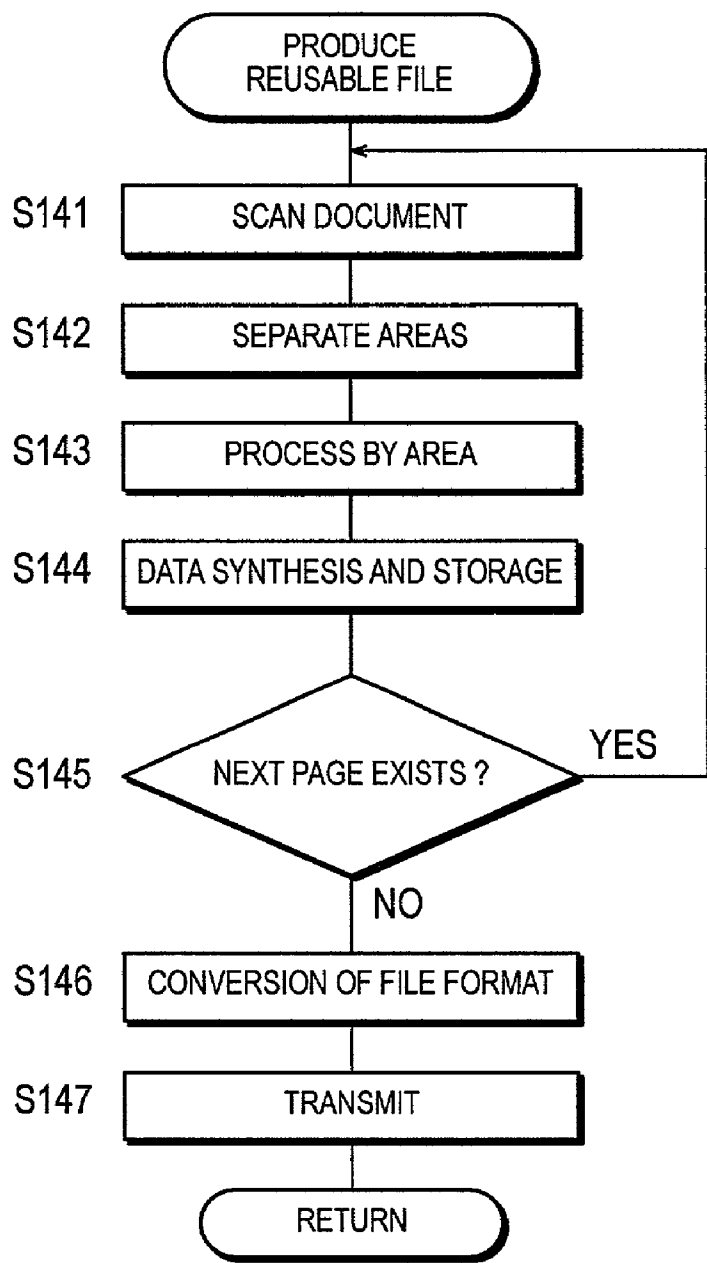 PRODUCE
REUSABLE FILE
S141
SCAN DOCUMENT
S142
SEPARATE AREAS
S143
PROCESS BY AREA
S144
DATA SYNTHESIS AND STORAGE
S145
NEXT PAGE EXISTS ?
YES
NO
S146
CONVERSION OF FILE FORMAT
S147
TRANSMIT
RETURN